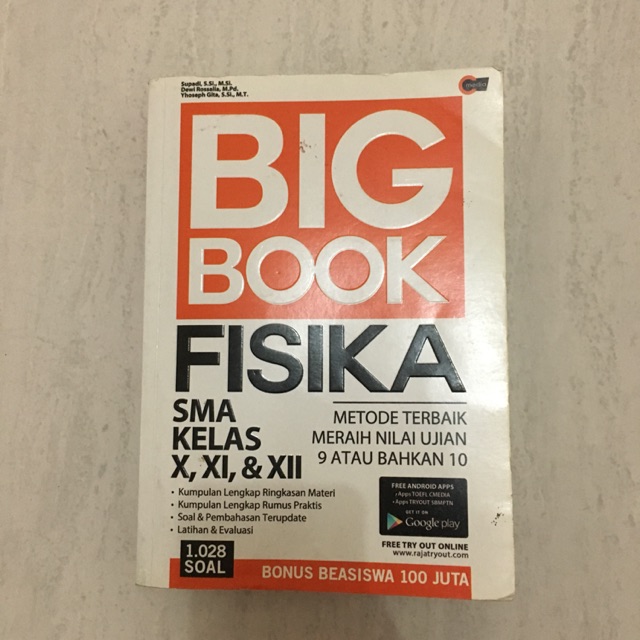 Supadi, S.Si., M.Si.
Dewi Rossalia, M.Pd.
Yhosaph Gita, S.Si., M.T.
media
BIG
BOOK
FISIKA
SMA
KELAS
X, XI, & XII
METODE TERBAIK
MERAIH NILAI UJIAN
9 ATAU BAHKAN 10
• Kumpulan Lengkap Ringkasan Materi
• Kumpulan Lengkap Rumus Praktis
• Soal & Pembahasan Terupdate
• Latihan & Evaluasi
FREE ANDROID APPS
• Apps TOEFL CMEDIA
• Apps TRYOUT SBMPTN
GET IT ON
Google play
FREE TRY OUT ONLINE
www.rajatryout.com
1.028
SOAL
BONUS BEASISWA 100 JUTA